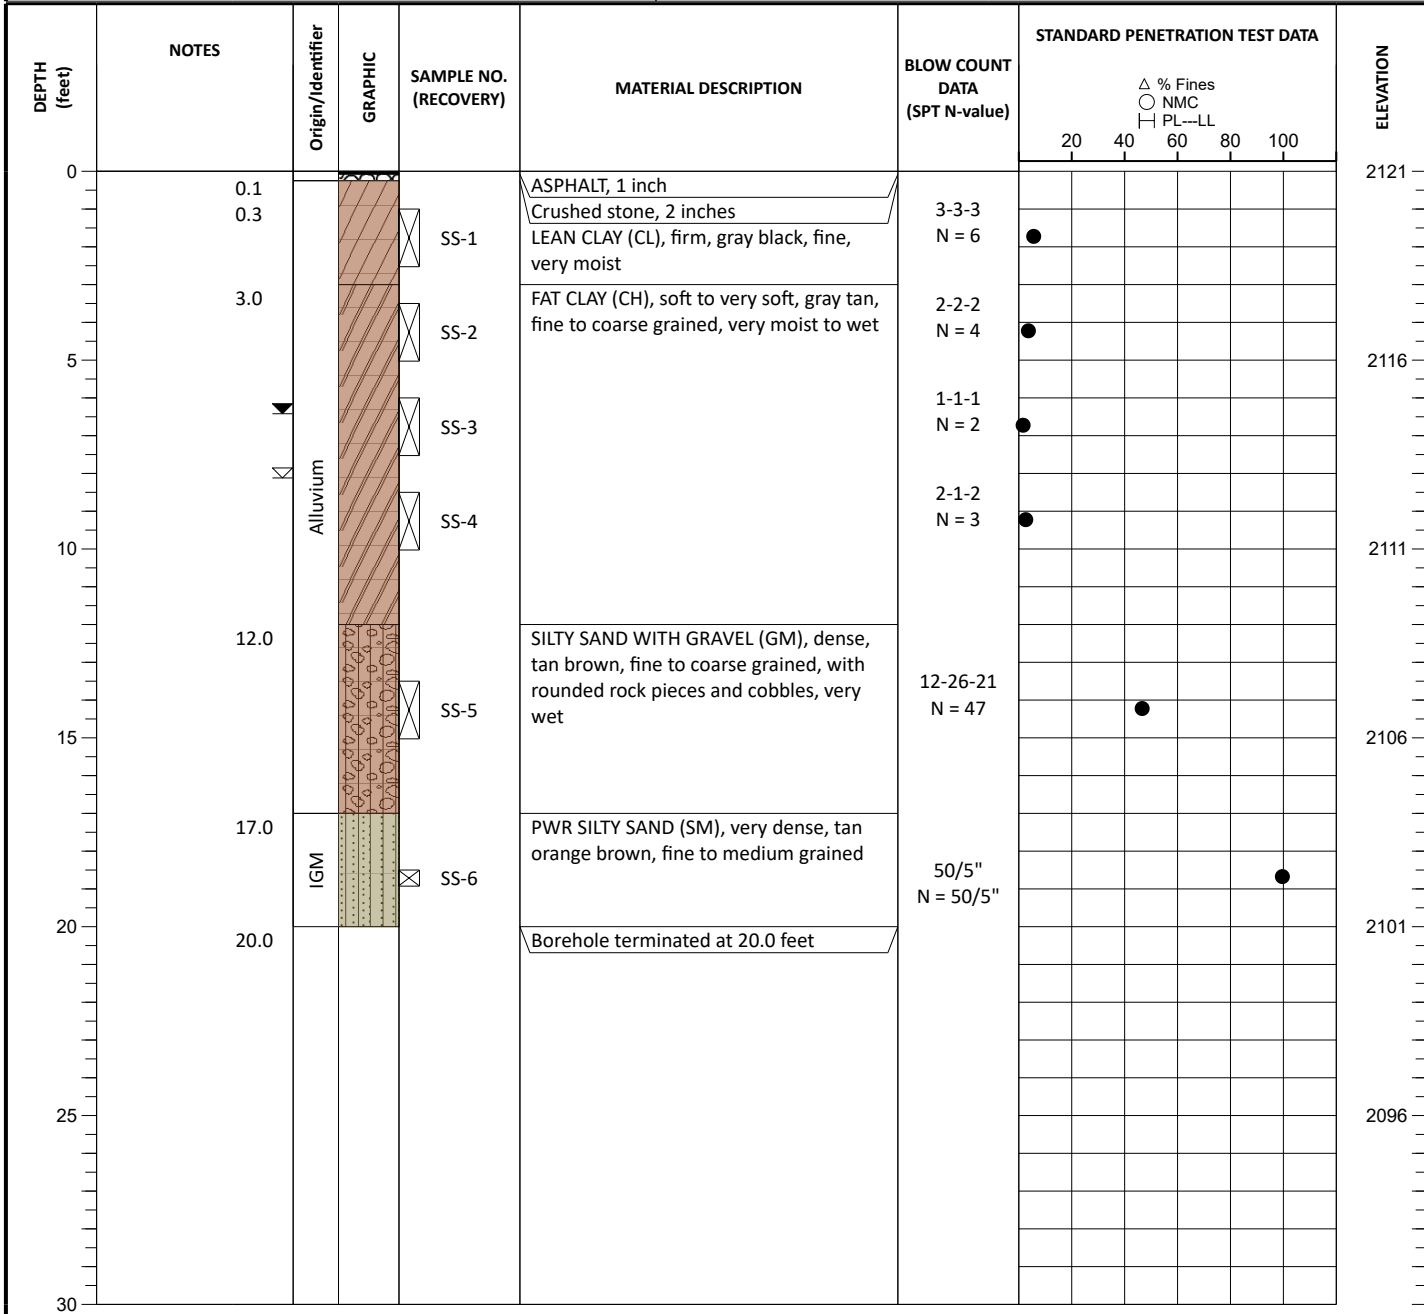 DEPTH
(feet)
NOTES
Origin/Identifier
GRAPHIC
SAMPLE NO.
(RECOVERY)
MATERIAL DESCRIPTION
BLOW COUNT
DATA
(SPT N-value)
STANDARD PENETRATION TEST DATA
△ % Fines
○ NMC
PL---LL
20 40 60 80 100
ELEVATION
0
2121
0.1
ASPHALT, 1 inch
0.3
Crushed stone, 2 inches
3-3-3
SS-1
LEAN CLAY (CL), firm, gray black, fine,
very moist
N = 6
3.0
FAT CLAY (CH), soft to very soft, gray tan,
fine to coarse grained, very moist to wet
2-2-2
SS-2
N = 4
5
2116
1-1-1
SS-3
N = 2
Alluvium
2-1-2
SS-4
N = 3
10
2111
12.0
SILTY SAND WITH GRAVEL (GM), dense,
tan brown, fine to coarse grained, with
rounded rock pieces and cobbles, very
wet
12-26-21
SS-5
N = 47
15
2106
17.0
PWR SILTY SAND (SM), very dense, tan
orange brown, fine to medium grained
IGM
SS-6
50/5"
N = 50/5"
20
2101
20.0
Borehole terminated at 20.0 feet
25
2096
30